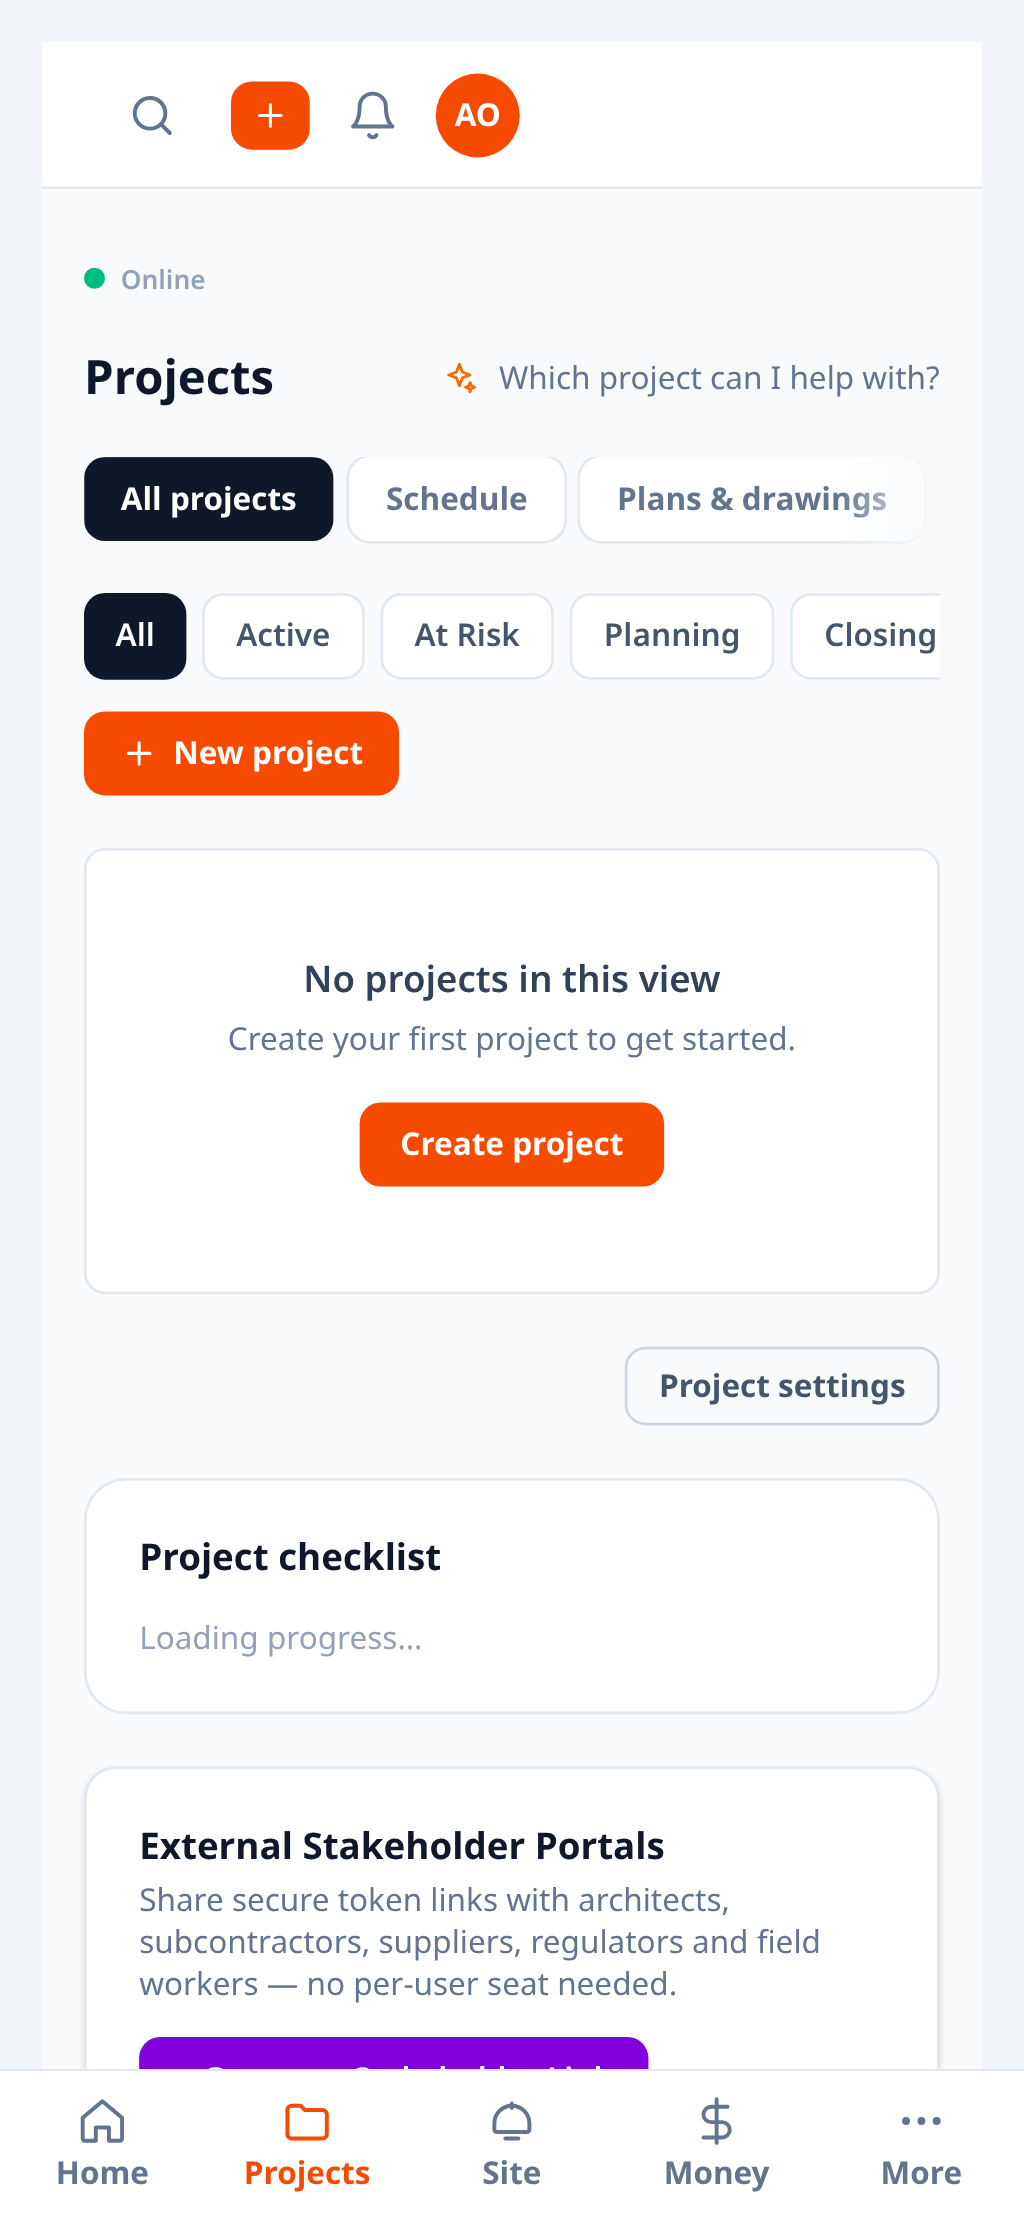 AO
Online
Projects
Which project can I help with?
All projects
Schedule
Plans & drawings
All
Active
At Risk
Planning
Closing
New project
No projects in this view
Create your first project to get started.
Create project
Project settings
Project checklist
Loading progress...
External Stakeholder Portals
Share secure token links with architects,
subcontractors, suppliers, regulators and field
workers — no per-user seat needed.
Home
Projects
Site
Money
More